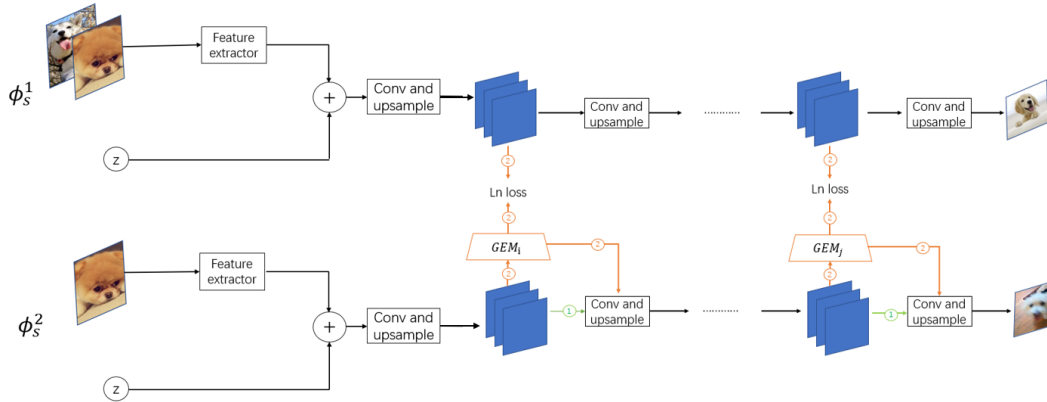 ϕ_s^1
Feature
extractor
+
Conv and
upsample
Conv and
upsample
........
Conv and
upsample
z
2
2
Ln loss
Ln loss
2
2
GEM_i
2
GEM_j
2
2
2
ϕ_s^2
Feature
extractor
+
Conv and
upsample
1
Conv and
upsample
........
1
Conv and
upsample
z